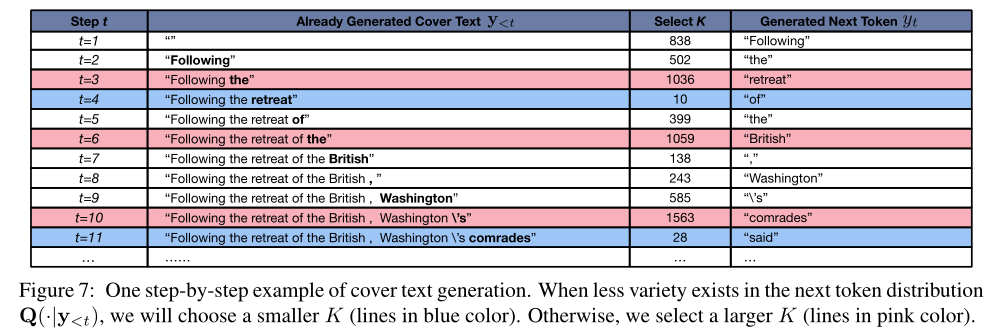 Step t Already Generated Cover Text y<t Select K Generated Next Token yt
t=1 “” 838 “Following”
t=2 “Following” 502 “the”
t=3 “Following the” 1036 “retreat”
t=4 “Following the retreat” 10 “of”
t=5 “Following the retreat of” 399 “the”
t=6 “Following the retreat of the” 1059 “British”
t=7 “Following the retreat of the British” 138 “,”
t=8 “Following the retreat of the British , ” 243 “Washington”
t=9 “Following the retreat of the British , Washington” 585 “\’s”
t=10 “Following the retreat of the British , Washington \’s” 1563 “comrades”
t=11 “Following the retreat of the British , Washington \’s comrades” 28 “said”
... ...... ... ...
Figure 7: One step-by-step example of cover text generation. When less variety exists in the next token distribution
Q(·|y<t), we will choose a smaller K (lines in blue color). Otherwise, we select a larger K (lines in pink color).